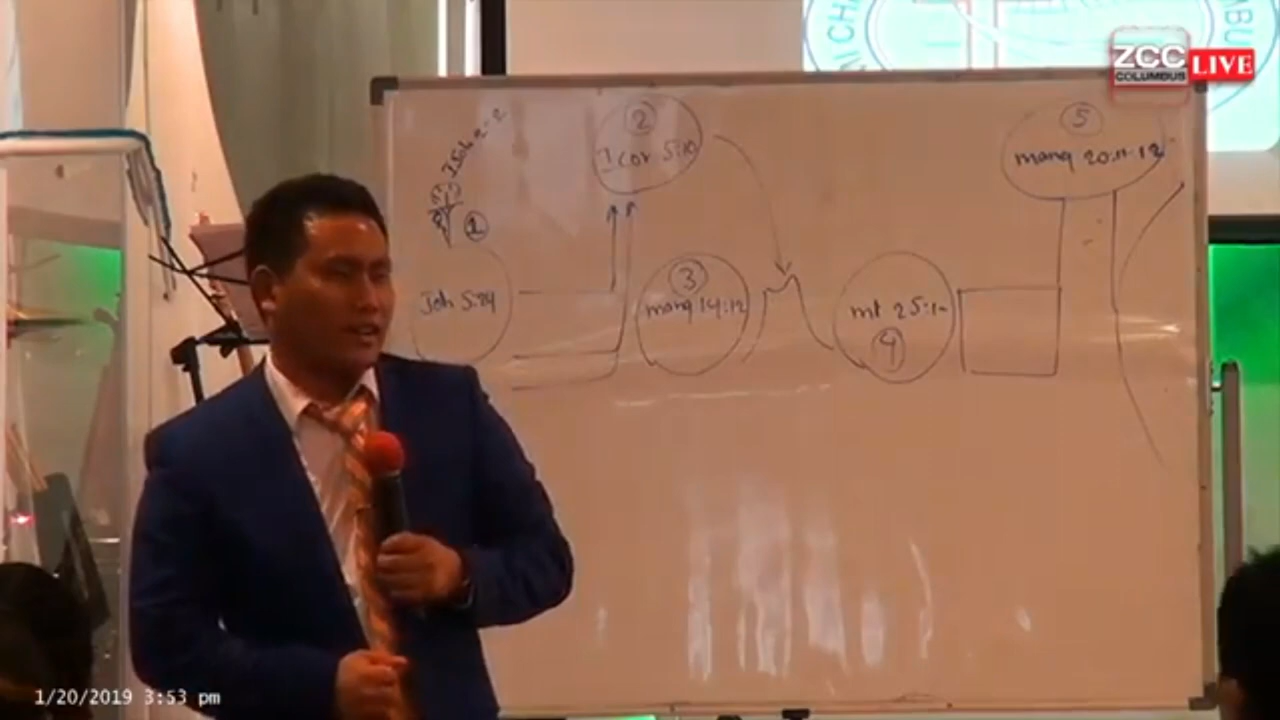 ZCC
COLUMBUS
LIVE
②
1 cor 5:10
⑤
mang 20:11-12
①
Joh 5:24
③
mang 14:12
mt 25:1-
④
1/20/2019 3:53 pm